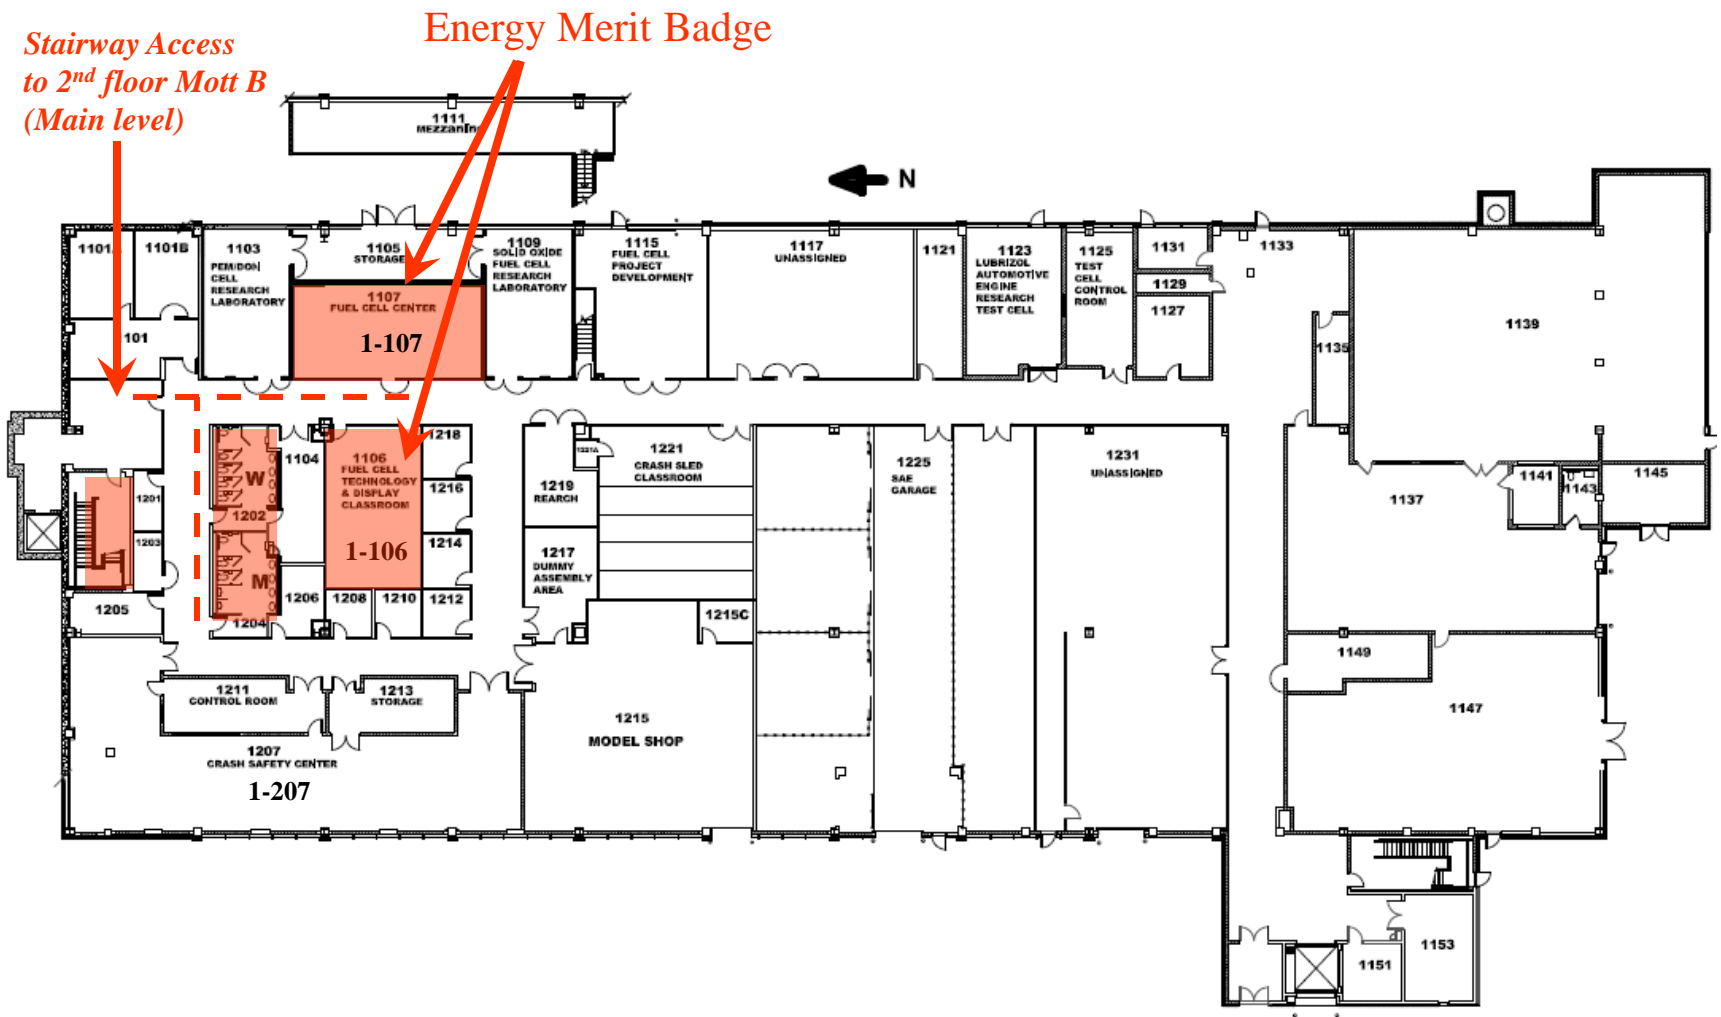 Energy Merit Badge
Stairway Access
to 2nd floor Mott B
(Main level)
1111
MEZZanine
N
1101A
1101B
1103
PEM/DON
CELL
RESEARCH
LABORATORY
1105
STORAGE
1109
SOLID OXIDE
FUEL CELL
RESEARCH
LABORATORY
1115
FUEL CELL
PROJECT
DEVELOPMENT
1117
UNASSIGNED
1121
1123
LUBRIZOL
AUTOMOTIVE
ENGINE
RESEARCH
TEST CELL
1125
TEST
CELL
CONTROL
ROOM
1131
1129
1127
1133
1135
1139
1107
FUEL CELL CENTER
1-107
1101
1104
1106
FUEL CELL
TECHNOLOGY
& DISPLAY
CLASSROOM
1-106
1218
1216
1214
1212
1219
REARCH
1221A
1221
CRASH SLED
CLASSROOM
1225
SAE
GARAGE
1231
UNASSIGNED
1137
1141
1143
1145
1201
1203
1205
W
1202
M
1204
1206
1208
1210
1217
DUMMY
ASSEMBLY
AREA
1215C
1149
1147
1211
CONTROL ROOM
1213
STORAGE
1215
MODEL SHOP
1207
CRASH SAFETY CENTER
1-207
1151
1153